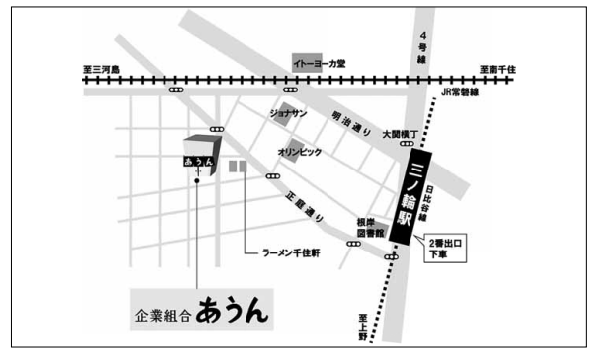 4号線
イトーヨーカ堂
至三河島
至南千住
JR常磐線
ジョナサン
明治通り
大関横丁
あうん
オリンピック
三ノ輪駅
日比谷線
正庭通り
根岸
図書館
2番出口
下車
ラーメン千住軒
至上野
企業組合 あうん